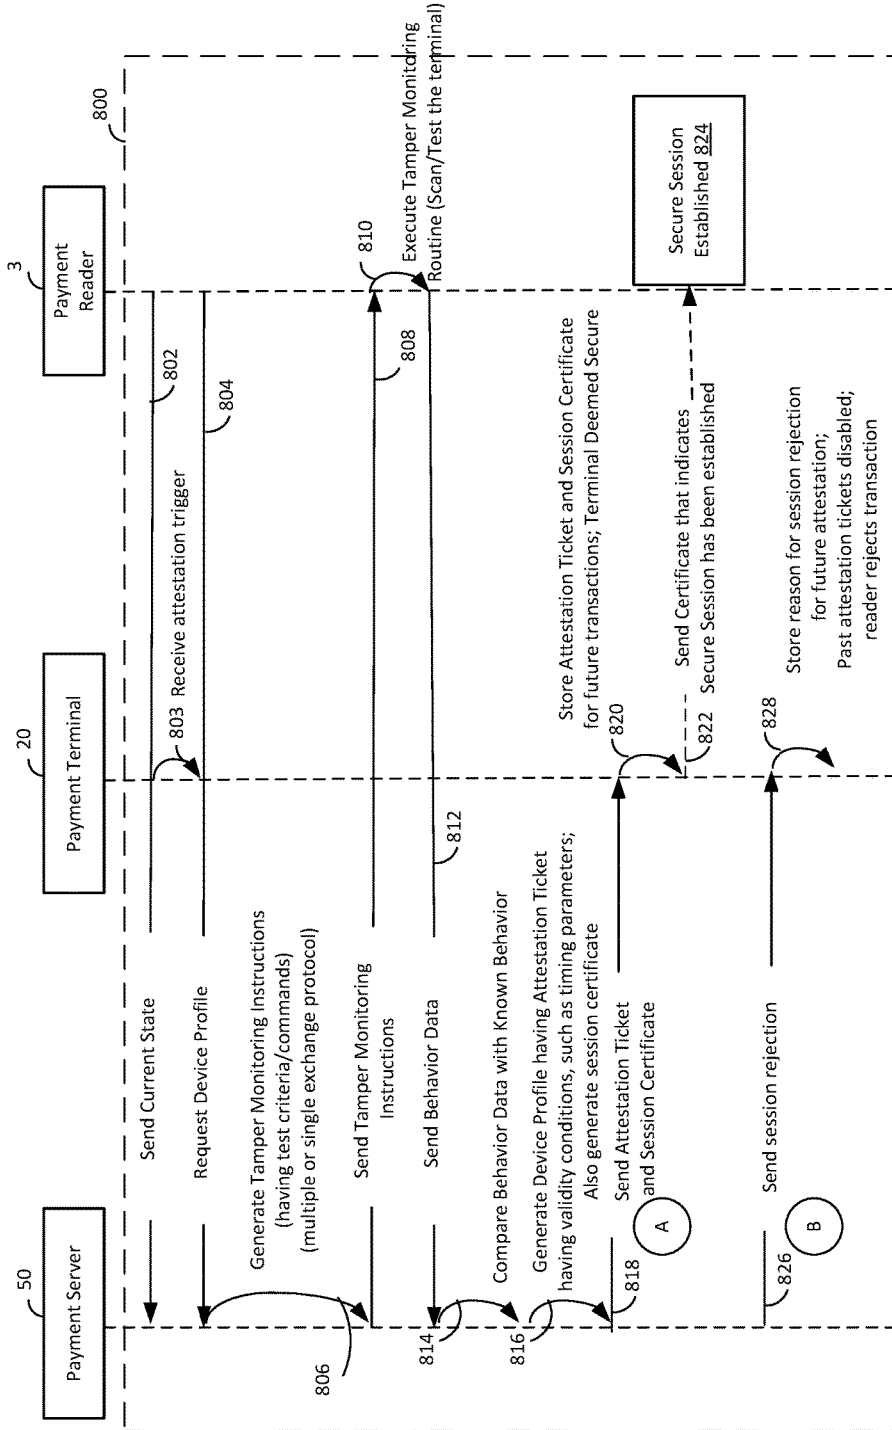 800
3
Payment
Reader
20
Payment Terminal
50
Payment Server
Send Current State
802
803
Receive attestation trigger
Request Device Profile
804
Generate Tamper Monitoring Instructions
(having test criteria/commands)
(multiple or single exchange protocol)
806
Send Tamper Monitoring
Instructions
808
810
Execute Tamper Monitoring
Routine (Scan/Test the terminal)
Send Behavior Data
812
814
Compare Behavior Data with Known Behavior
816
Generate Device Profile having Attestation Ticket
having validity conditions, such as timing parameters;
Also generate session certificate
818
Send Attestation Ticket
and Session Certificate
A
820
Store Attestation Ticket and Session Certificate
for future transactions; Terminal Deemed Secure
822
Send Certificate that indicates
Secure Session has been established
Secure Session
Established 824
826
Send session rejection
B
828
Store reason for session rejection
for future attestation;
Past attestation tickets disabled;
reader rejects transaction